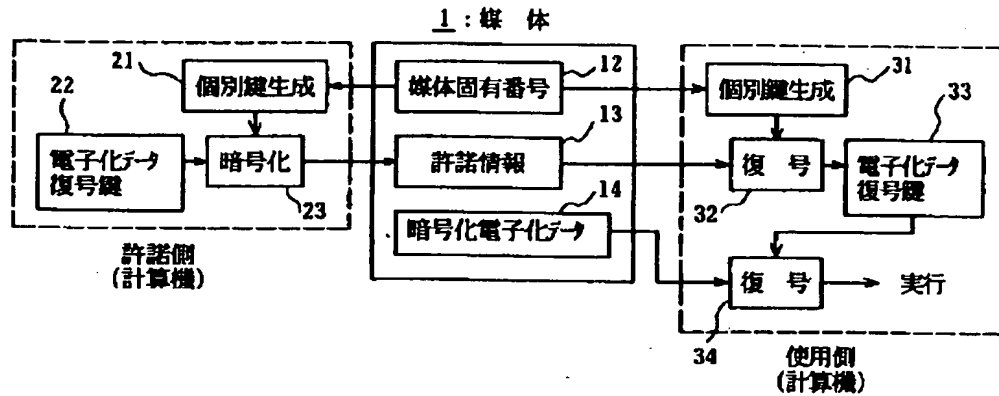 1：媒 体
21
個別鍵生成
22
電子化データ
復号鍵
暗号化
23
許諾側
(計算機)
12
媒体固有番号
13
許諾情報
14
暗号化電子化データ
31
個別鍵生成
33
復 号
32
電子化データ
復号鍵
復 号
34
実行
使用側
(計算機)